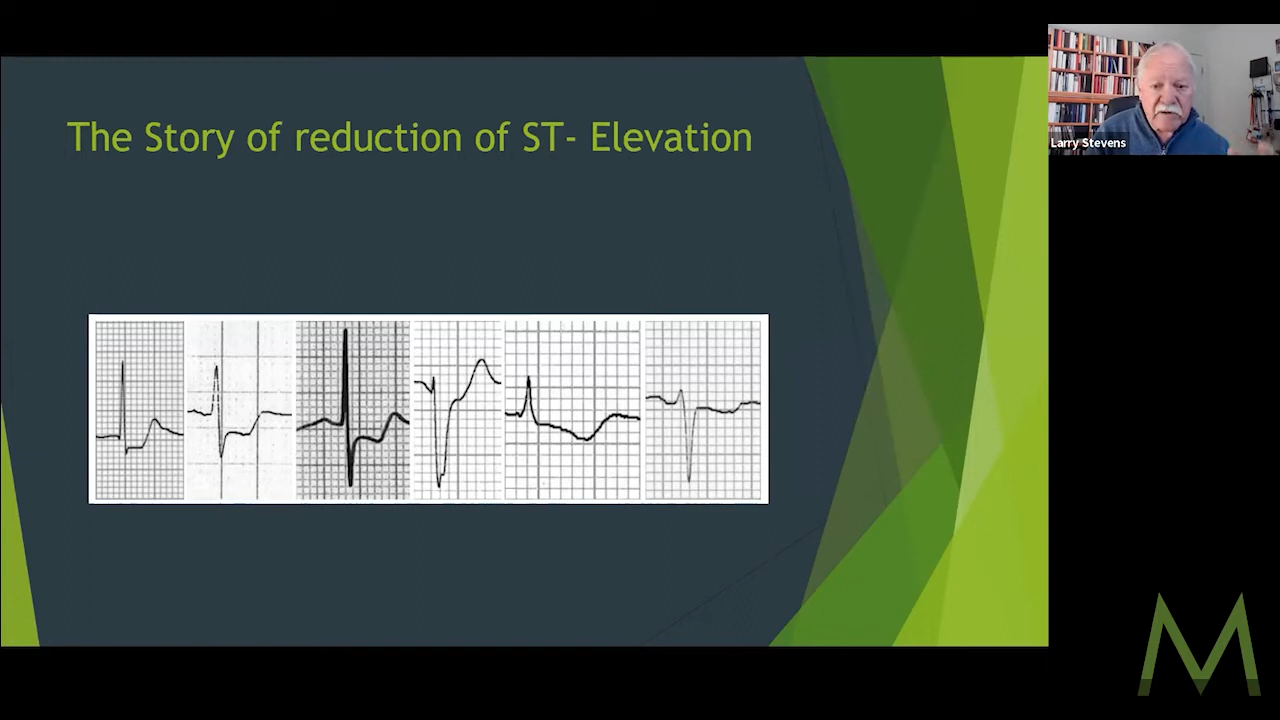 The Story of reduction of ST- Elevation
Larry Stevens
M